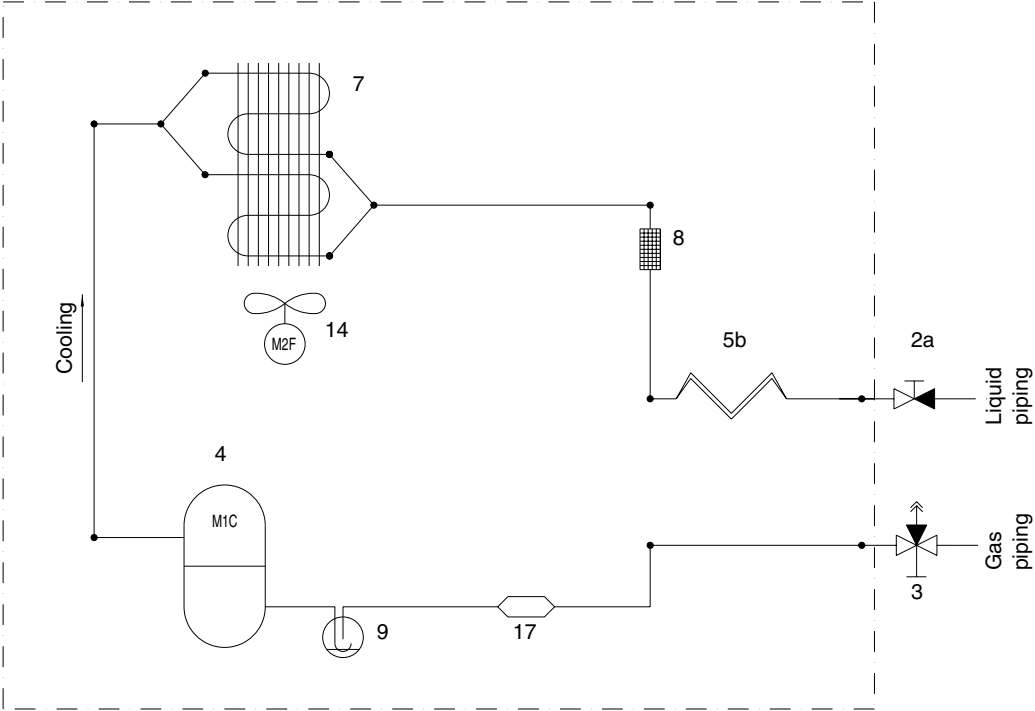 7
8
Cooling
14
M2F
5b
2a
Liquid
piping
4
M1C
Gas
piping
3
9
17